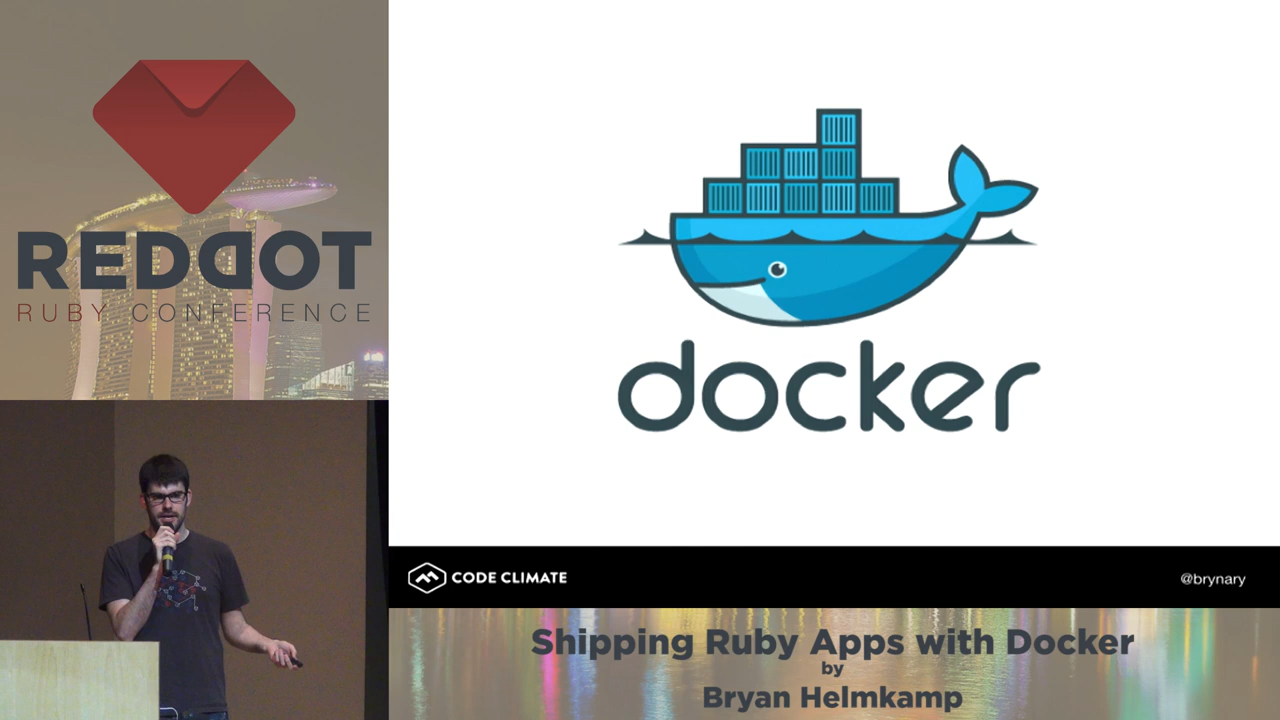 REDDOT
RUBY CONFERENCE
docker
CODE CLIMATE
@brynary
Shipping Ruby Apps with Docker
by
Bryan Helmkamp